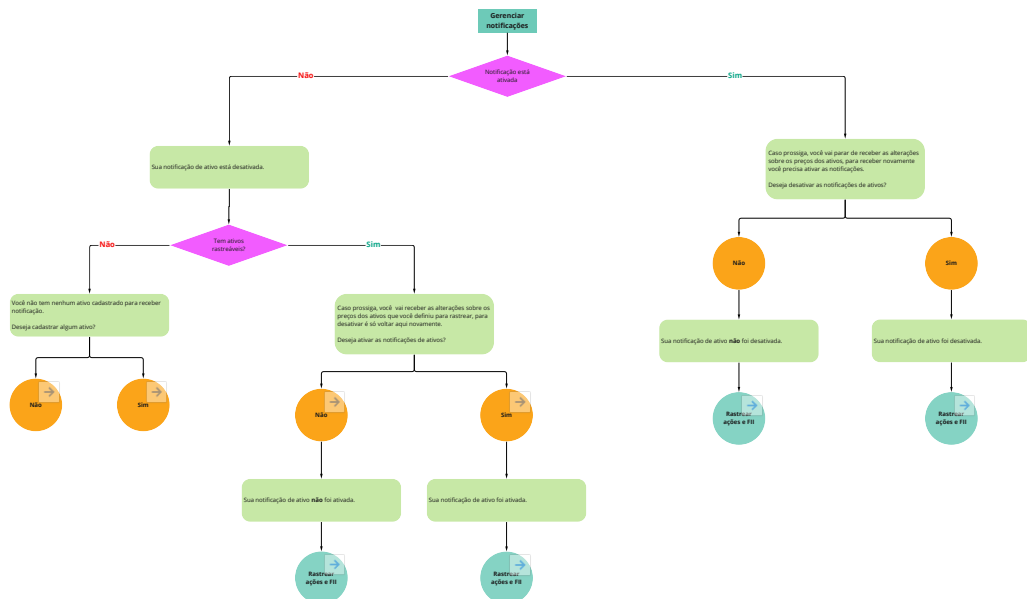 Gerenciar
notificações
Notificação está
ativada
Não
Sim
Sua notificação de ativo está desativada.
Caso prossiga, você vai parar de receber as alterações
sobre os preços dos ativos, para receber novamente
você precisa ativar as notificações.
Deseja desativar as notificações de ativos?
Tem ativos
rastreáveis?
Não
Sim
Não
Sim
Você não tem nenhum ativo cadastrado para receber
notificação.
Deseja cadastrar algum ativo?
Caso prossiga, você vai receber as alterações sobre os
preços dos ativos que você definiu para rastrear, para
desativar é só voltar aqui novamente.
Deseja ativar as notificações de ativos?
Sua notificação de ativo não foi desativada.
Sua notificação de ativo foi desativada.
Não
Sim
Não
Sim
Rastrear
ações e FII
Rastrear
ações e FII
Sua notificação de ativo não foi ativada.
Sua notificação de ativo foi ativada.
Rastrear
ações e FII
Rastrear
ações e FII